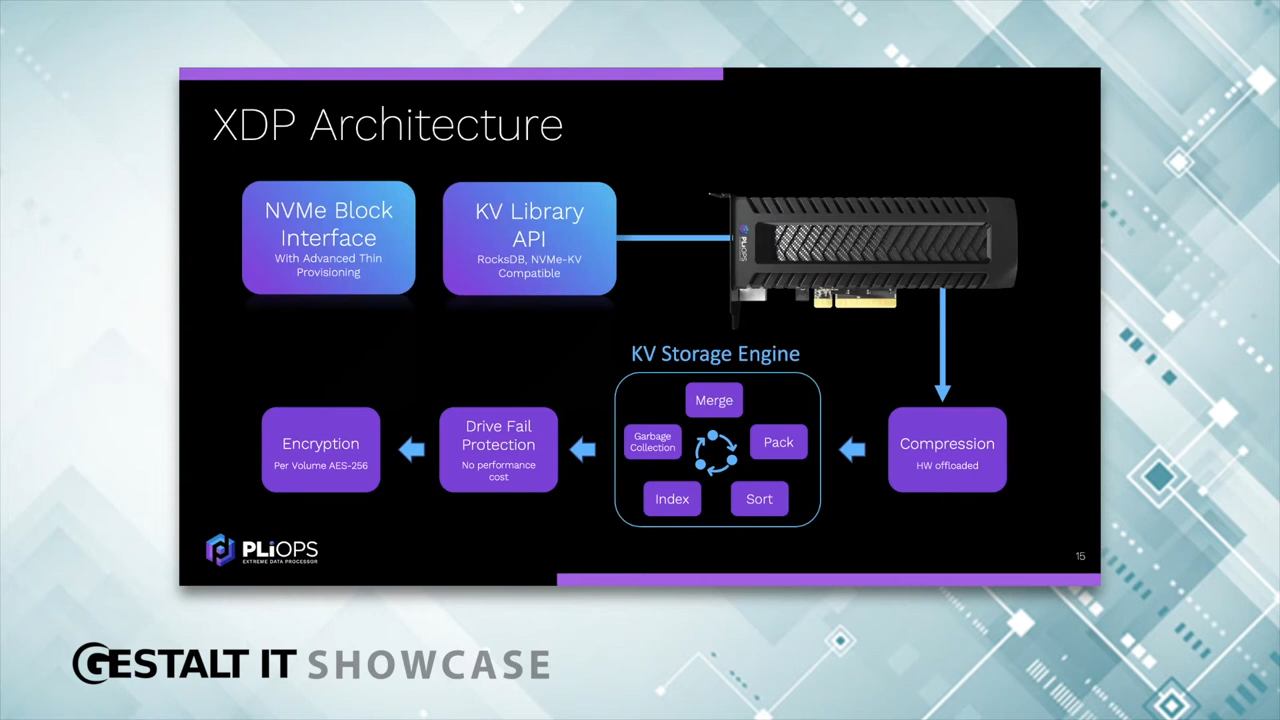 XDP Architecture
NVMe Block
Interface
With Advanced Thin
Provisioning
KV Library
API
RocksDB, NVMe-KV
Compatible
PLiOPS
KV Storage Engine
Merge
Garbage
Collection
Pack
Index
Sort
Compression
HW offloaded
Drive Fail
Protection
No performance
cost
Encryption
Per Volume AES-256
PLiOPS
EXTREME DATA PROCESSOR
15
GESTALT IT SHOWCASE